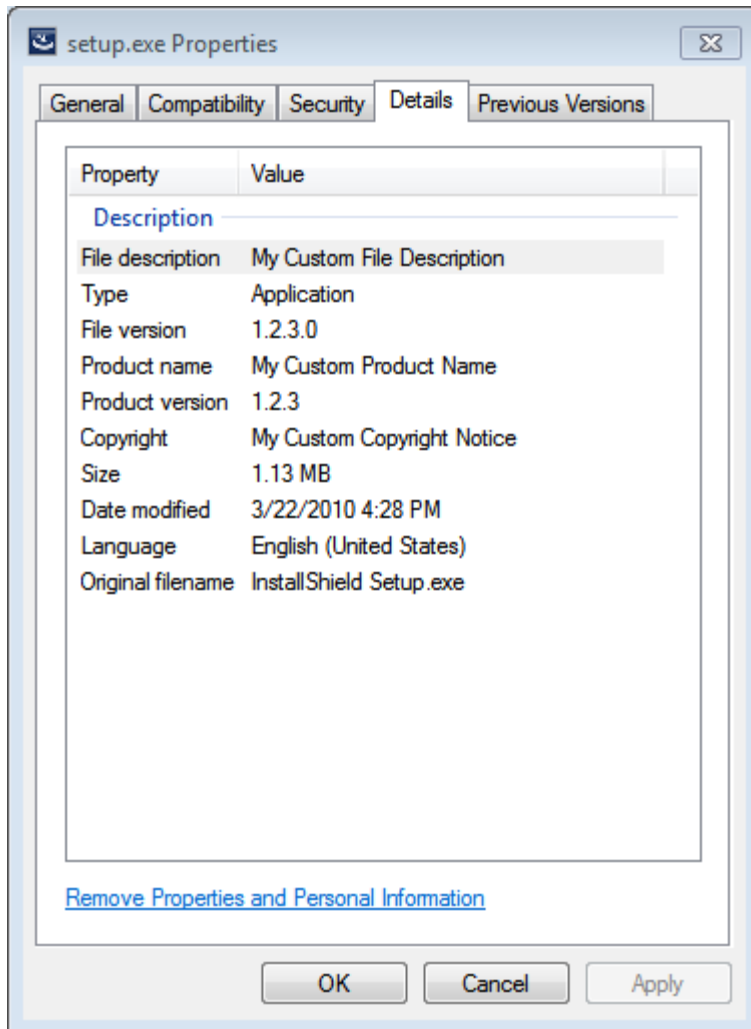 setup.exe Properties
General Compatibility Security Details Previous Versions
Property Value
Description
File description My Custom File Description
Type Application
File version 1.2.3.0
Product name My Custom Product Name
Product version 1.2.3
Copyright My Custom Copyright Notice
Size 1.13 MB
Date modified 3/22/2010 4:28 PM
Language English (United States)
Original filename InstallShield Setup.exe
Remove Properties and Personal Information
OK Cancel Apply